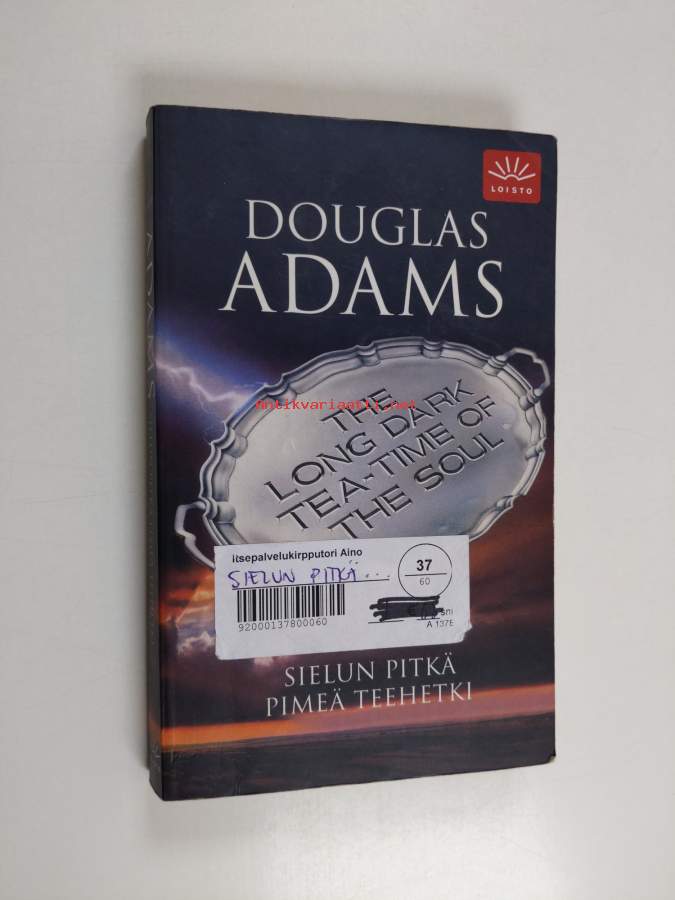 LOISTO
DOUGLAS
ADAMS
ADAMS
antikvariaatti.net
THE
LONG DARK
TEA-TIME OF
THE SOUL
itsepalvelukirpputori Aino
SIELUN PITKÄ...
37
60
92000137800060
A 1378
SIELUN PITKÄ
PIMEÄ TEEHETKI